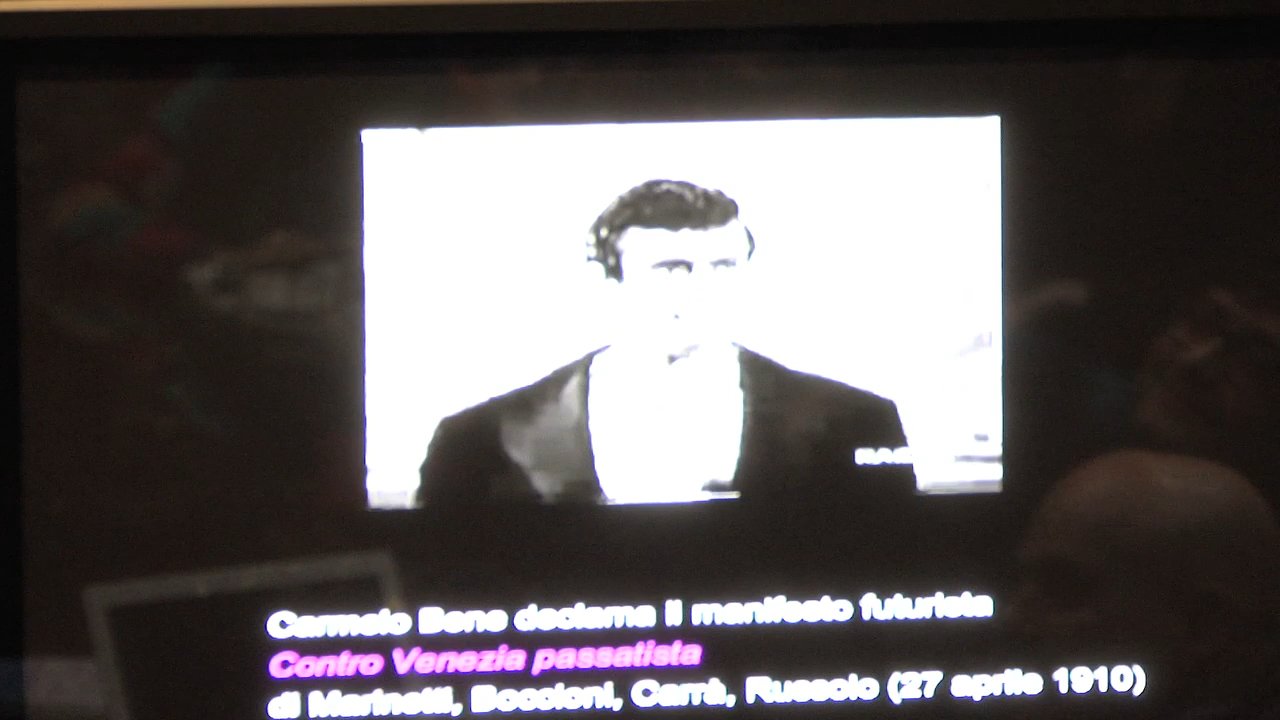 Carmelo Bene declama il manifesto futurista
Contro Venezia passatista
di Marinetti, Boccioni, Carrà, Russolo (27 aprile 1910)